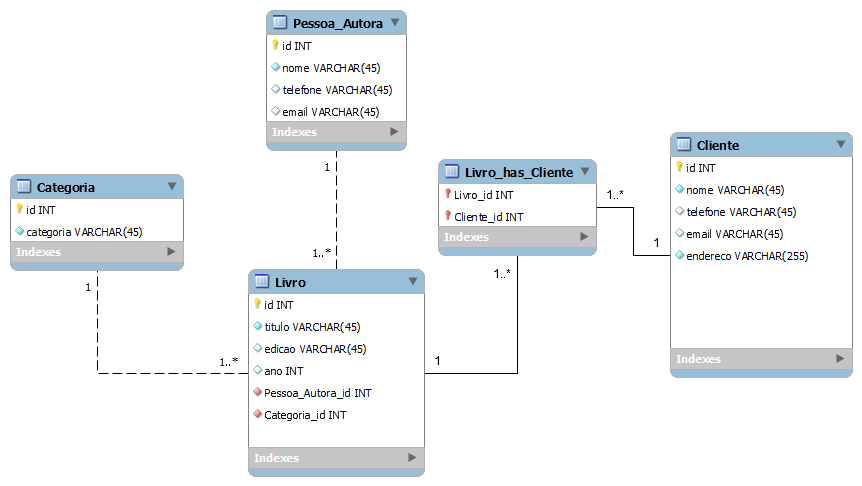 Pessoa_Autora
id INT
nome VARCHAR(45)
telefone VARCHAR(45)
email VARCHAR(45)
Indexes
1
1..*
Categoria
id INT
categoria VARCHAR(45)
Indexes
1
1..*
Livro
id INT
titulo VARCHAR(45)
edicao VARCHAR(45)
ano INT
Pessoa_Autora_id INT
Categoria_id INT
Indexes
1
1..*
Livro_has_Cliente
Livro_id INT
Cliente_id INT
Indexes
1..*
1
Cliente
id INT
nome VARCHAR(45)
telefone VARCHAR(45)
email VARCHAR(45)
endereco VARCHAR(255)
Indexes